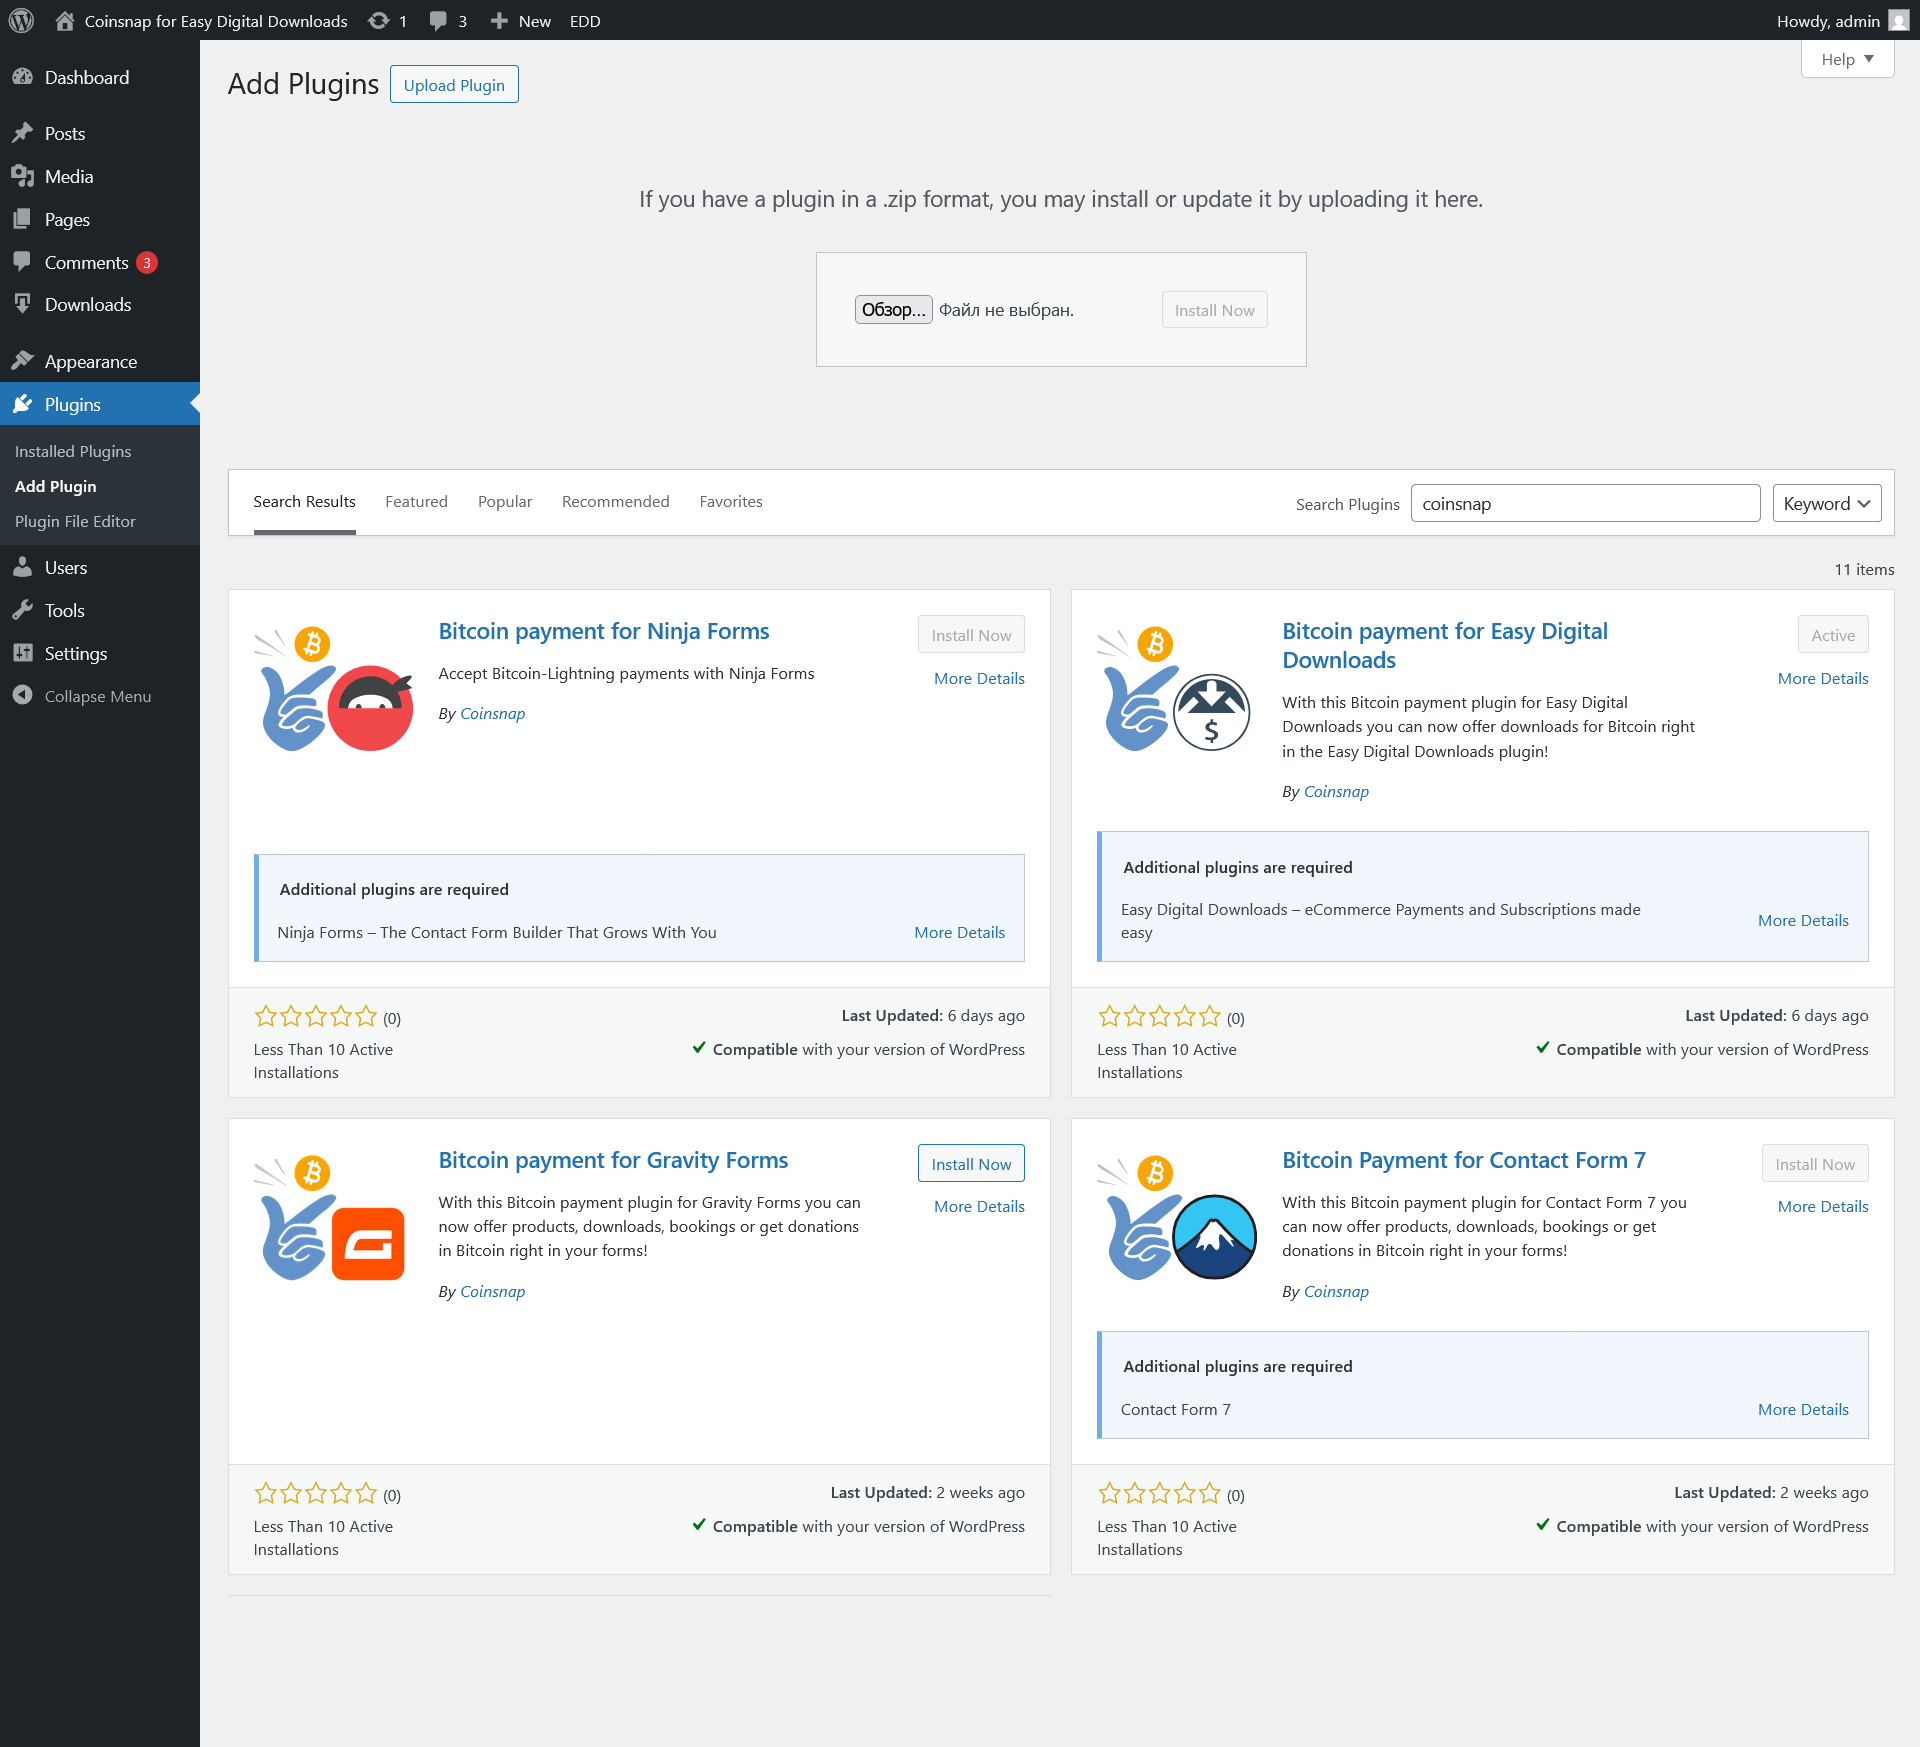 Coinsnap for Easy Digital Downloads 1 3 New EDD Howdy, admin
Help
Dashboard
Posts
Media
Pages
Comments 3
Downloads
Appearance
Plugins
Installed Plugins
Add Plugin
Plugin File Editor
Users
Tools
Settings
Collapse Menu
Add Plugins Upload Plugin
If you have a plugin in a .zip format, you may install or update it by uploading it here.
Обзор... Файл не выбран. Install Now
Search Results Featured Popular Recommended Favorites Search Plugins coinsnap Keyword
11 items
Bitcoin payment for Ninja Forms
Install Now
More Details
Accept Bitcoin-Lightning payments with Ninja Forms
By Coinsnap
Additional plugins are required
Ninja Forms – The Contact Form Builder That Grows With You More Details
(0)
Less Than 10 Active
Installations
Last Updated: 6 days ago
Compatible with your version of WordPress
Bitcoin payment for Easy Digital
Downloads
Active
More Details
With this Bitcoin payment plugin for Easy Digital
Downloads you can now offer downloads for Bitcoin right
in the Easy Digital Downloads plugin!
By Coinsnap
Additional plugins are required
Easy Digital Downloads – eCommerce Payments and Subscriptions made
easy
More Details
(0)
Less Than 10 Active
Installations
Last Updated: 6 days ago
Compatible with your version of WordPress
Bitcoin payment for Gravity Forms
Install Now
More Details
With this Bitcoin payment plugin for Gravity Forms you can
now offer products, downloads, bookings or get donations
in Bitcoin right in your forms!
By Coinsnap
(0)
Less Than 10 Active
Installations
Last Updated: 2 weeks ago
Compatible with your version of WordPress
Bitcoin Payment for Contact Form 7
Install Now
More Details
With this Bitcoin payment plugin for Contact Form 7 you
can now offer products, downloads, bookings or get
donations in Bitcoin right in your forms!
By Coinsnap
Additional plugins are required
Contact Form 7 More Details
(0)
Less Than 10 Active
Installations
Last Updated: 2 weeks ago
Compatible with your version of WordPress